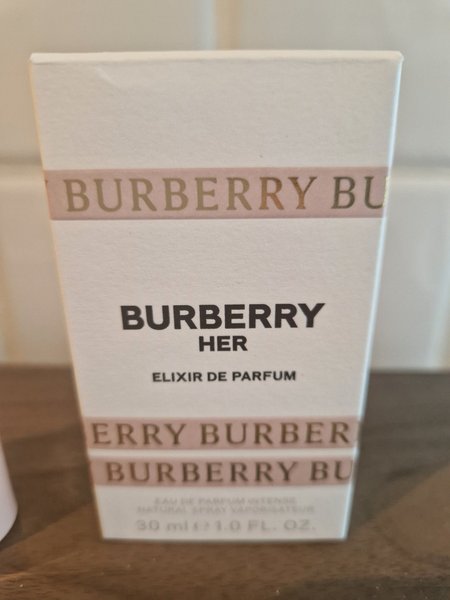 BURBERRY BU
BURBERRY
HER
ELIXIR DE PARFUM
ERRY BURBER
BURBERRY BU
EAU DE PARFUM INTENSE
NATURAL SPRAY VAPORISATEUR
30 ml e 1.0 FL. OZ.